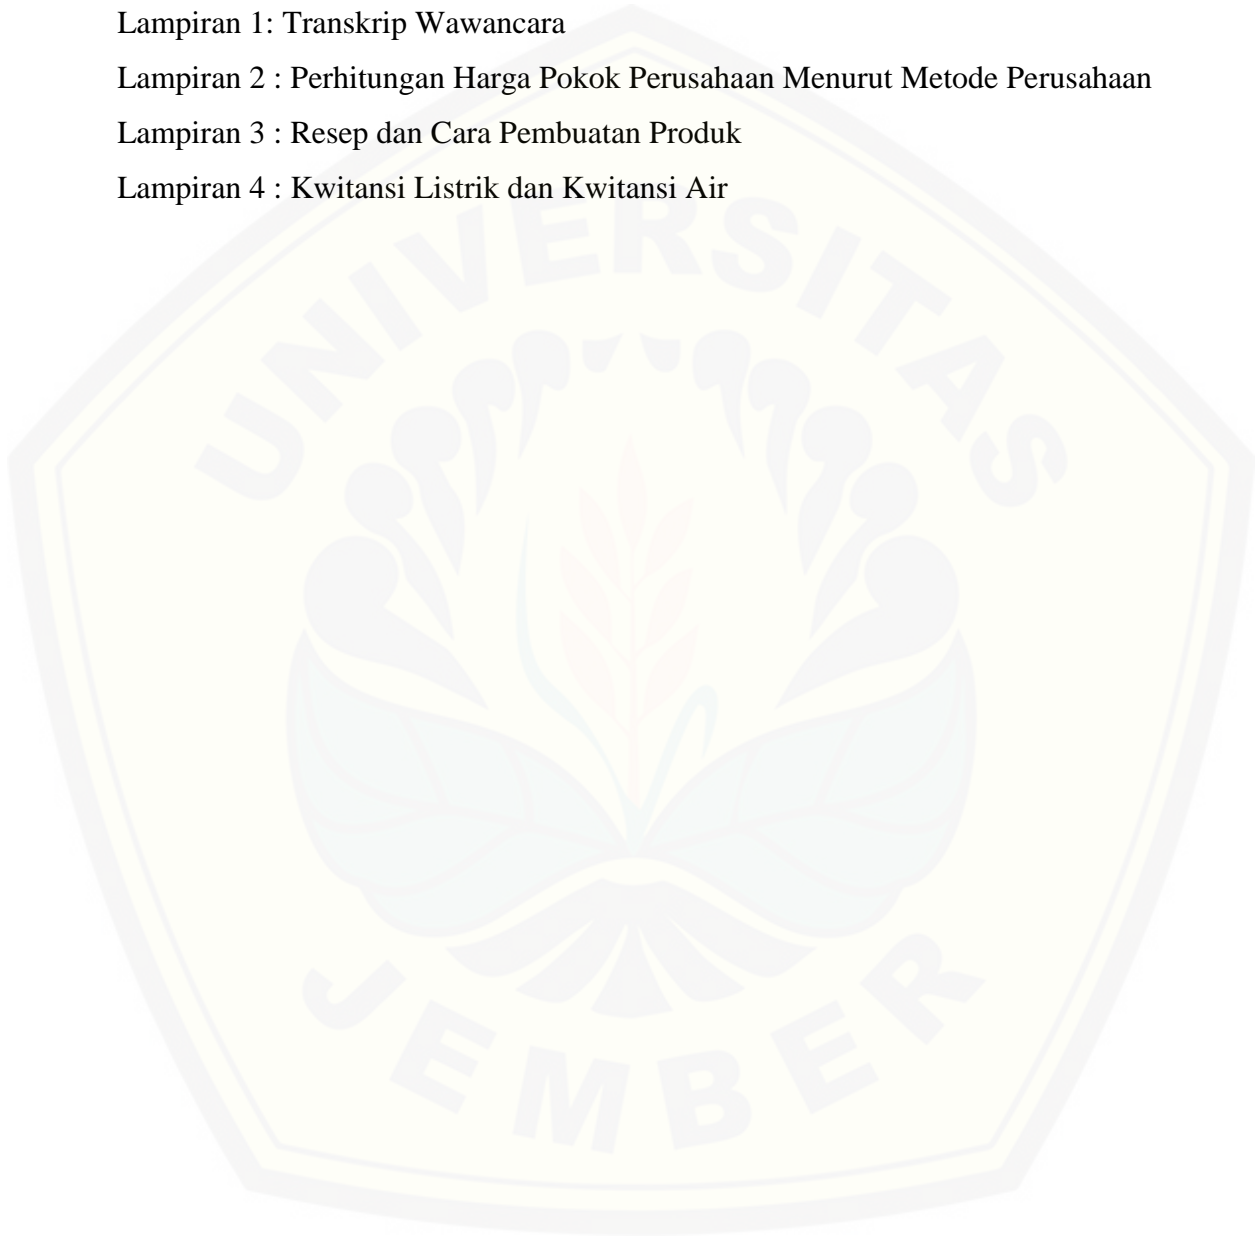 Lampiran 1: Transkrip Wawancara
Lampiran 2 : Perhitungan Harga Pokok Perusahaan Menurut Metode Perusahaan
Lampiran 3 : Resep dan Cara Pembuatan Produk
Lampiran 4 : Kwitansi Listrik dan Kwitansi Air
UNIVERSITAS
JEMBER